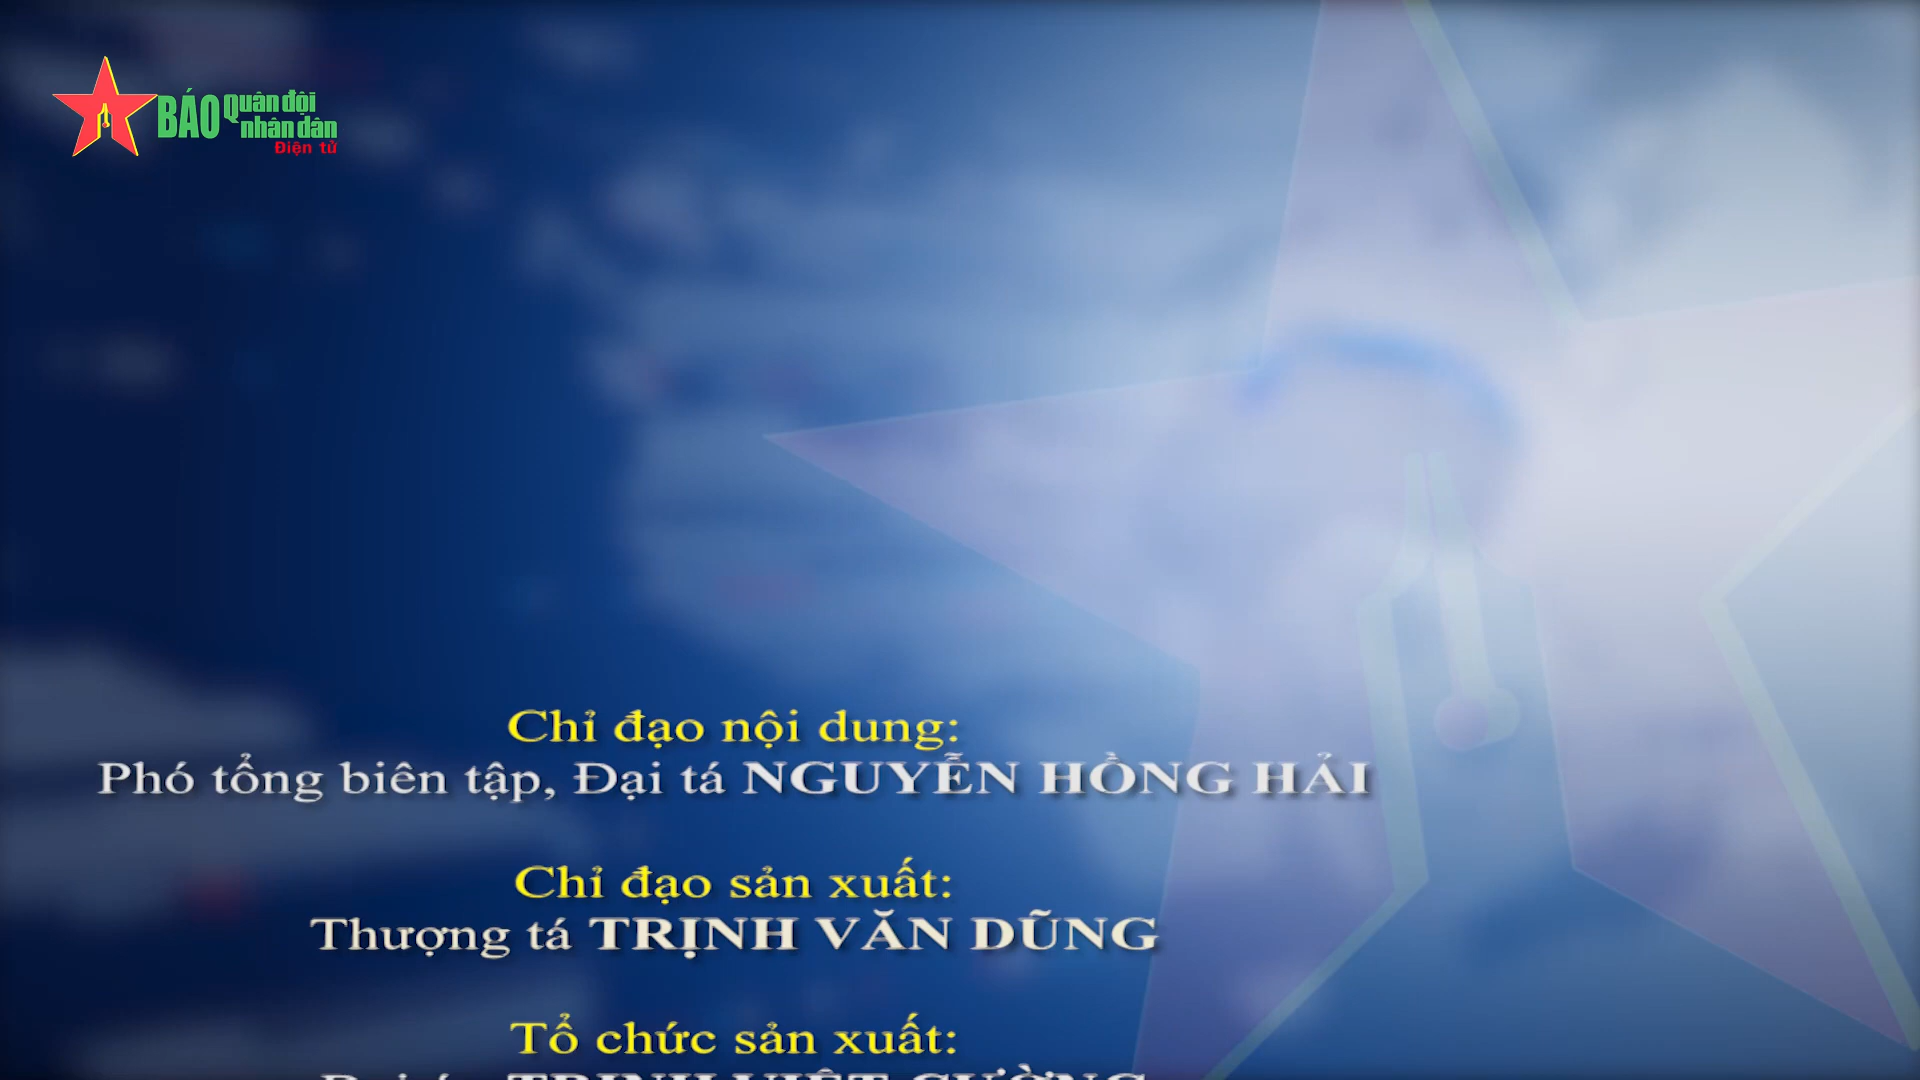 BÁO Quân đội
nhân dân
Điện tử
Chỉ đạo nội dung:
Phó tổng biên tập, Đại tá NGUYỄN HỒNG HẢI
Chỉ đạo sản xuất:
Thượng tá TRỊNH VĂN DŨNG
Tổ chức sản xuất: